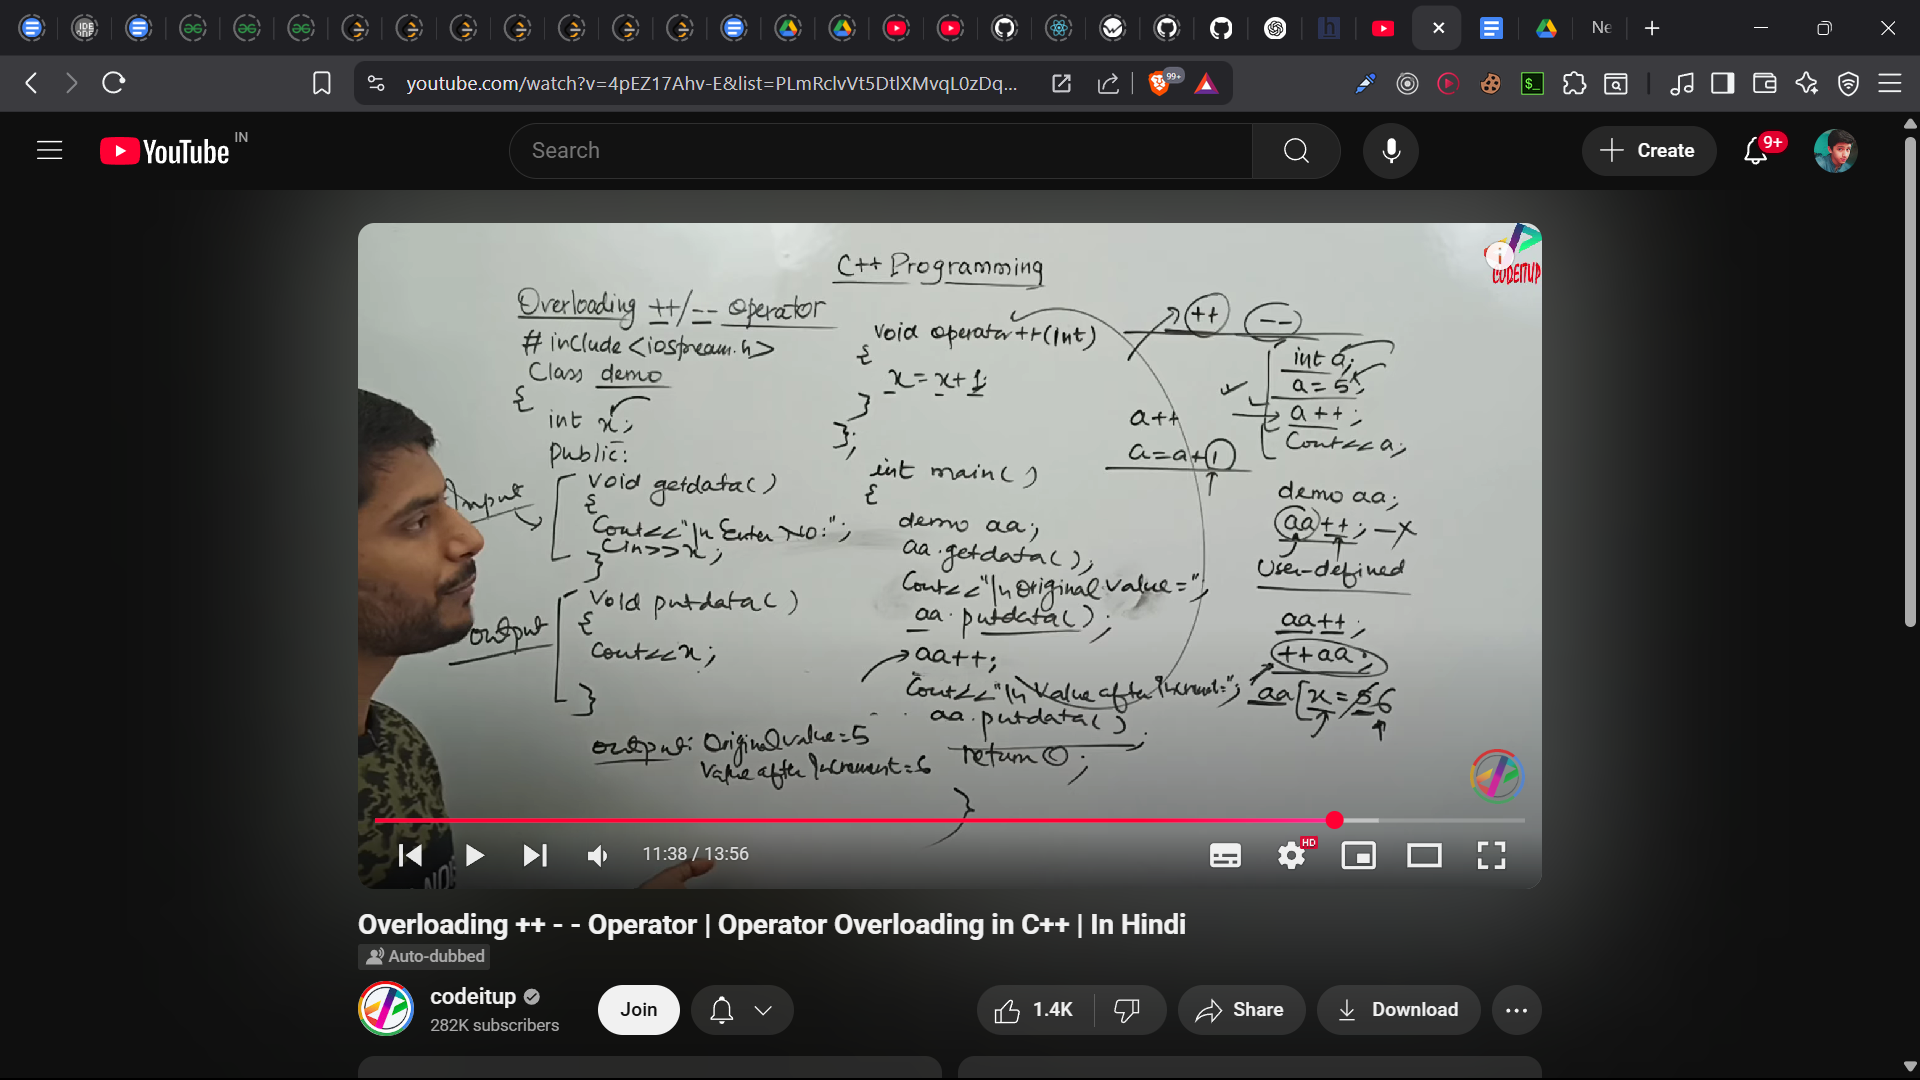 Ne
youtube.com/watch?v=4pEZ17Ahv-E&list=PLmRclvVt5DtlXMvqL0zDq...
99+
YouTube IN
Search
Create
9+
C++ Programming
CODEITUP
Overloading ++/-- operator
# include <iostream.h>
Class demo
{
int x;
Public:
Input
void getdata( )
{
Cout<<"\n Enter No:";
Cin>>x;
}
output
Void putdata( )
{
Cout<<x;
}
output: Original value=5
Value after Increment=6
void operator++(int)
{
x = x+1;
}
};
int main( )
{
demo aa;
aa.getdata( );
Cout<<"\n Original value=";
aa.putdata( );
aa++;
Cout<<"\n Value after Increment=";
aa.putdata( );
return 0;
}
++ --
int a;
a = 5;
a++;
Cout<<a;
a++
a=a+1
demo aa;
aa++; —X
User-defined
aa++;
++aa;
aa[x=56
11:38 / 13:56
HD
Overloading ++ - - Operator | Operator Overloading in C++ | In Hindi
Auto-dubbed
codeitup
282K subscribers
Join
1.4K
Share
Download